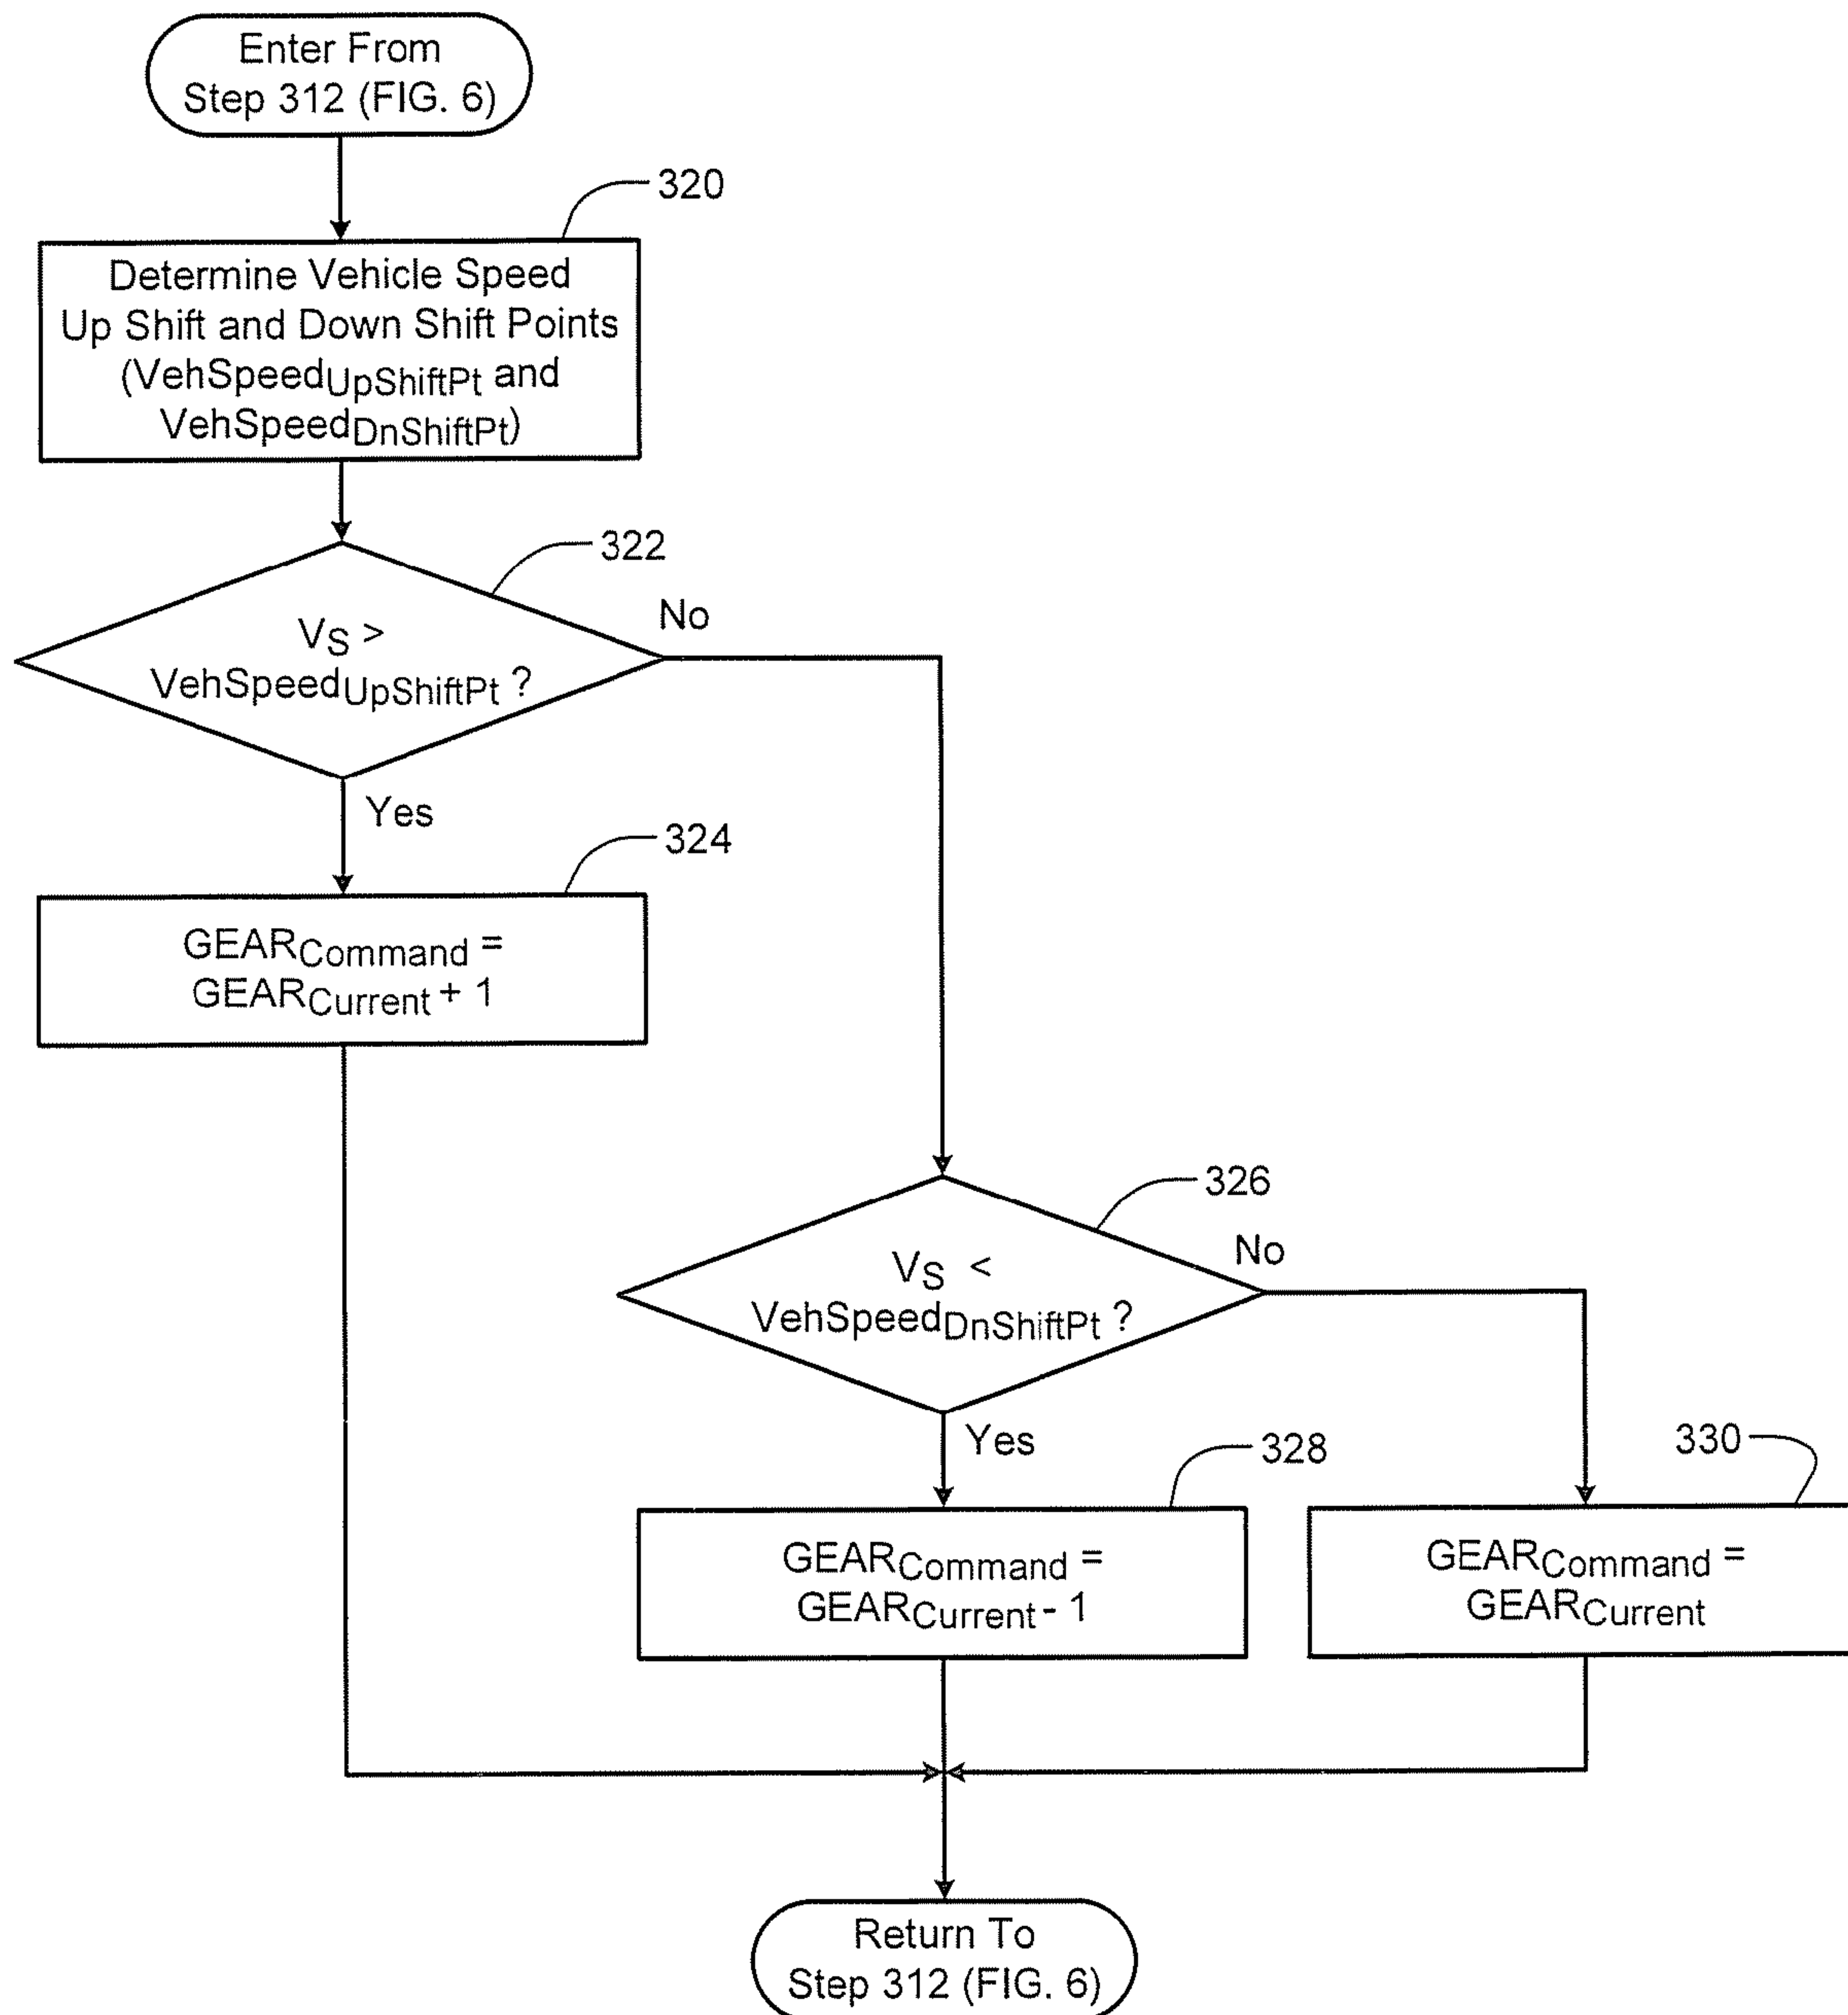 Enter From
Step 312 (FIG. 6)
320
Determine Vehicle Speed
Up Shift and Down Shift Points
(VehSpeedUpShiftPt and
VehSpeedDnShiftPt)
322
VS >
VehSpeedUpShiftPt ?
No
Yes
324
GEARCommand =
GEARCurrent + 1
326
VS <
VehSpeedDnShiftPt ?
No
Yes
328
330
GEARCommand =
GEARCurrent - 1
GEARCommand =
GEARCurrent
Return To
Step 312 (FIG. 6)